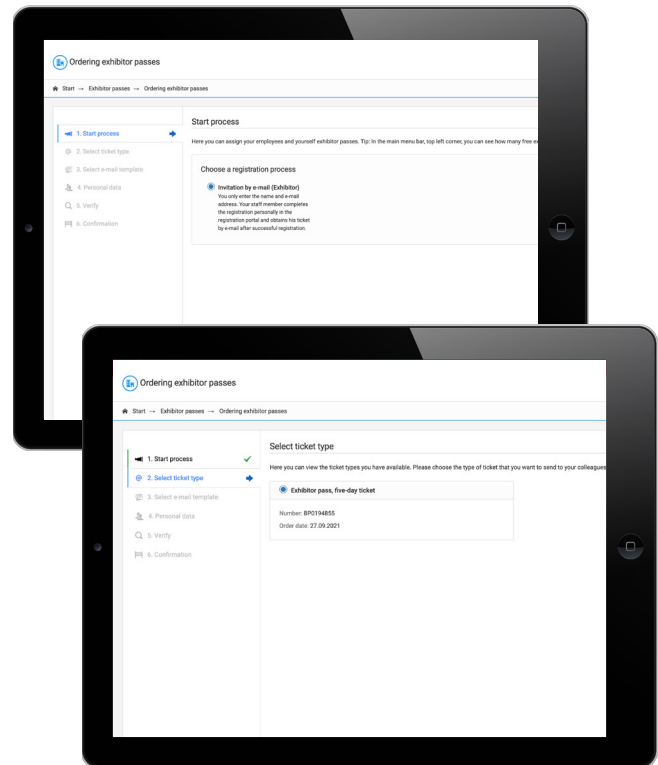 Ordering exhibitor passes
Start → Exhibitor passes → Ordering exhibitor passes
1. Start process
2. Select ticket type
3. Select e-mail template
4. Personal data
5. Verify
6. Confirmation
Start process
Here you can assign your employees and yourself exhibitor passes. Tip: In the main menu bar, top left corner, you can see how many free
Choose a registration process
Invitation by e-mail (Exhibitor)
You only enter the name and e-mail
address. Your staff member completes
the registration personally in the
registration portal and obtains his ticket
by e-mail after successful registration.
Ordering exhibitor passes
Start → Exhibitor passes → Ordering exhibitor passes
1. Start process
2. Select ticket type
3. Select e-mail template
4. Personal data
5. Verify
6. Confirmation
Select ticket type
Here you can view the ticket types you have available. Please choose the type of ticket that you want to send to your colleagues
Exhibitor pass, five-day ticket
Number: BP0194855
Order date: 27.09.2021